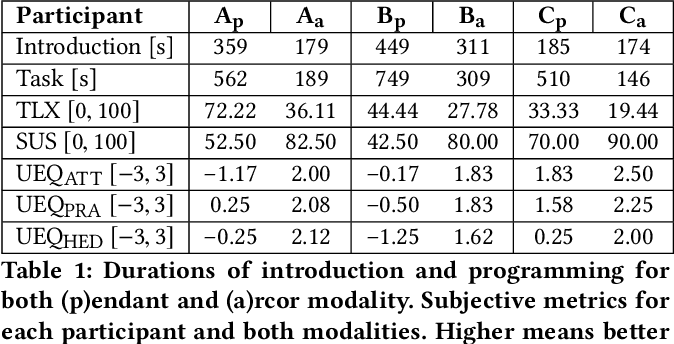 Participant A_p A_a B_p B_a C_p C_a
Introduction [s] 359 179 449 311 185 174
Task [s] 562 189 749 309 510 146
TLX [0, 100] 72.22 36.11 44.44 27.78 33.33 19.44
SUS [0, 100] 52.50 82.50 42.50 80.00 70.00 90.00
UEQ_ATT [−3, 3] −1.17 2.00 −0.17 1.83 1.83 2.50
UEQ_PRA [−3, 3] 0.25 2.08 −0.50 1.83 1.58 2.25
UEQ_HED [−3, 3] −0.25 2.12 −1.25 1.62 0.25 2.00
Table 1: Durations of introduction and programming for
both (p)endant and (a)rcor modality. Subjective metrics for
each participant and both modalities. Higher means better